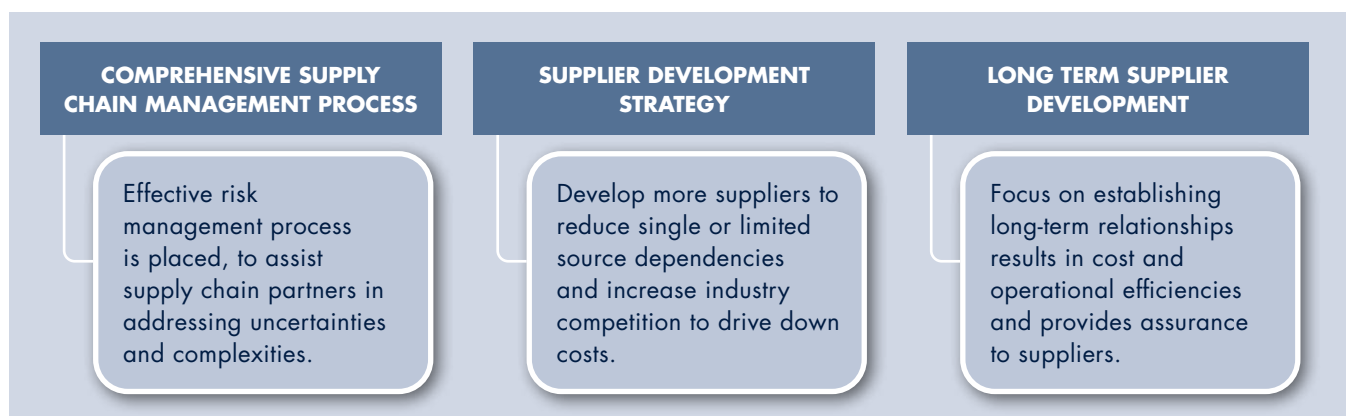 COMPREHENSIVE SUPPLY
CHAIN MANAGEMENT PROCESS
Effective risk
management process
is placed, to assist
supply chain partners in
addressing uncertainties
and complexities.
SUPPLIER DEVELOPMENT
STRATEGY
Develop more suppliers to
reduce single or limited
source dependencies
and increase industry
competition to drive down
costs.
LONG TERM SUPPLIER
DEVELOPMENT
Focus on establishing
long-term relationships
results in cost and
operational efficiencies
and provides assurance
to suppliers.